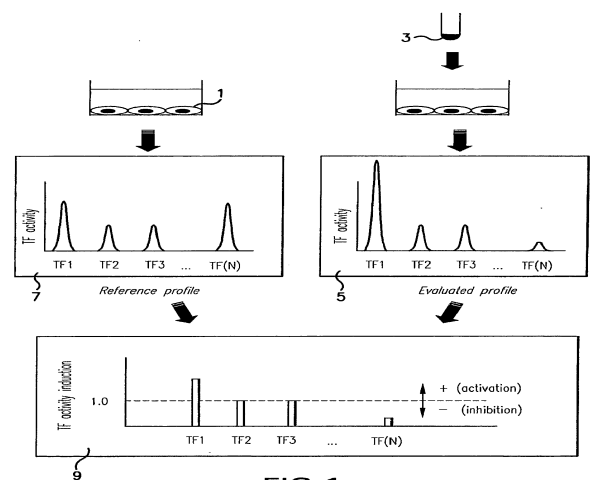 3
1
TF activity
TF1 TF2 TF3 ... TF(N)
7
Reference profile
TF activity
TF1 TF2 TF3 ... TF(N)
5
Evaluated profile
TF activity induction
1.0
+ (activation)
− (inhibition)
TF1 TF2 TF3 ... TF(N)
9